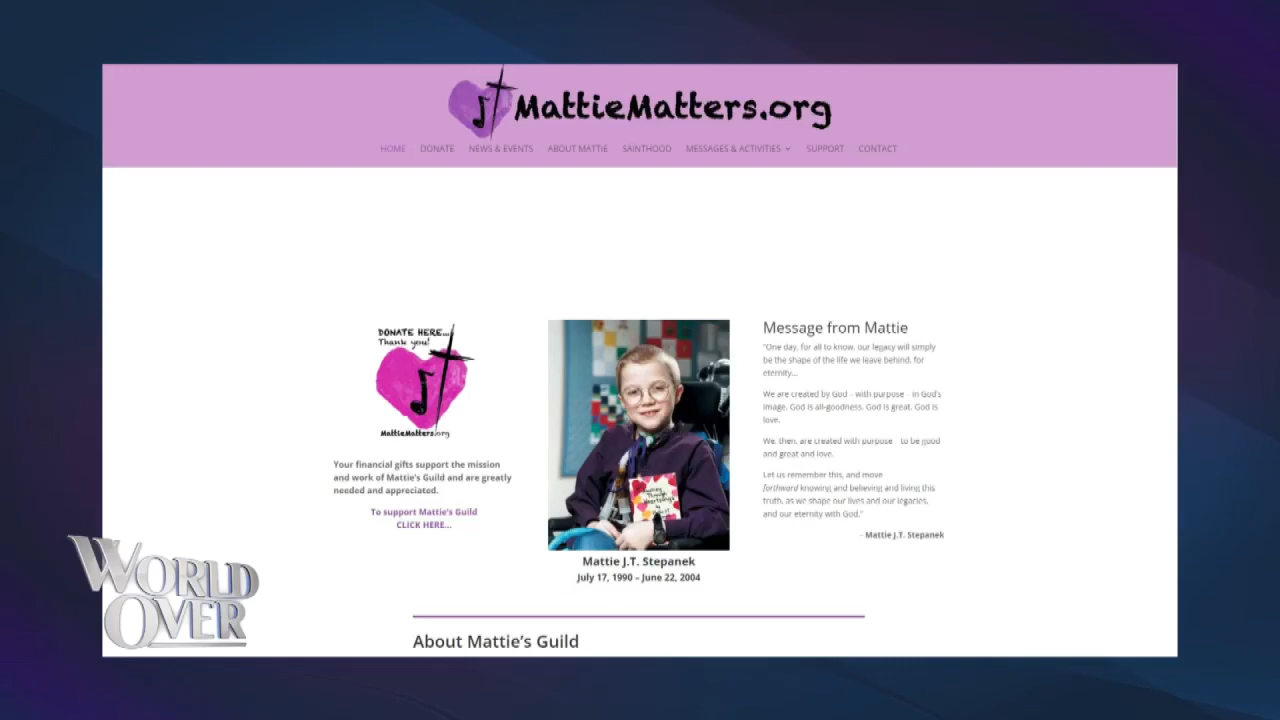 MattieMatters.org
HOME DONATE NEWS & EVENTS ABOUT MATTIE SAINTHOOD MESSAGES & ACTIVITIES SUPPORT CONTACT
DONATE HERE...
Thank you!
MattieMatters.org
Your financial gifts support the mission
and work of Mattie's Guild and are greatly
needed and appreciated.
To support Mattie's Guild
CLICK HERE...
Journey
Through
Heartsongs
Mattie J.T. Stepanek
July 17, 1990 – June 22, 2004
Message from Mattie
"One day, for all to know, our legacy will simply
be the shape of the life we leave behind, for
eternity...
We are created by God – with purpose – in God's
image. God is all-goodness. God is great. God is
love.
We, then, are created with purpose – to be good
and great and love.
Let us remember this, and move
forthward knowing and believing and living this
truth, as we shape our lives and our legacies,
and our eternity with God."
– Mattie J.T. Stepanek
About Mattie's Guild
WORLD
OVER